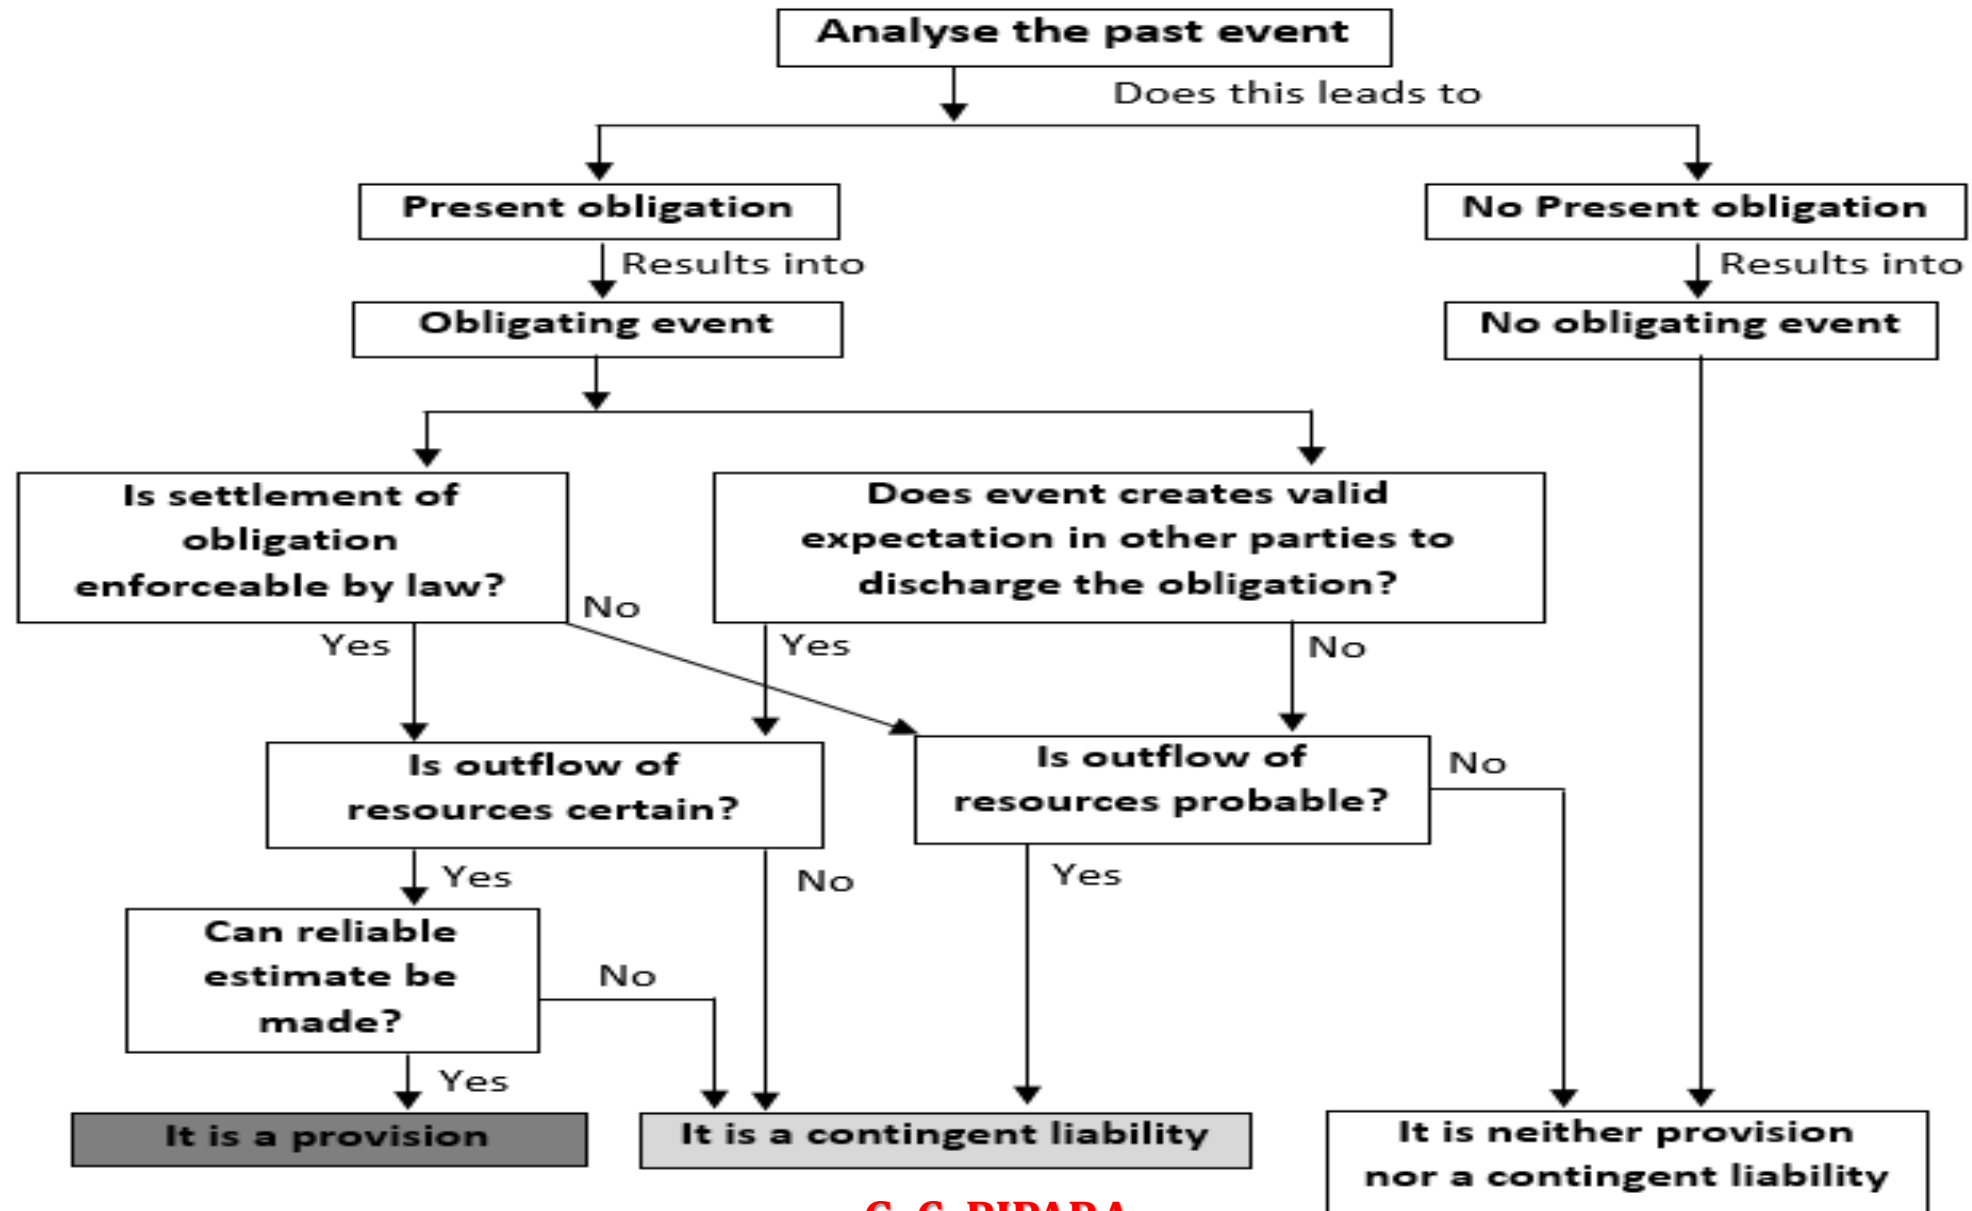 Analyse the past event
Does this leads to
Present obligation
No Present obligation
Results into
Results into
Obligating event
No obligating event
Is settlement of
obligation
enforceable by law?
Does event creates valid
expectation in other parties to
discharge the obligation?
No
Yes
Yes
No
Is outflow of
resources certain?
Is outflow of
resources probable?
No
Yes
No
Yes
Can reliable
estimate be
made?
No
Yes
It is a provision
It is a contingent liability
It is neither provision
nor a contingent liability